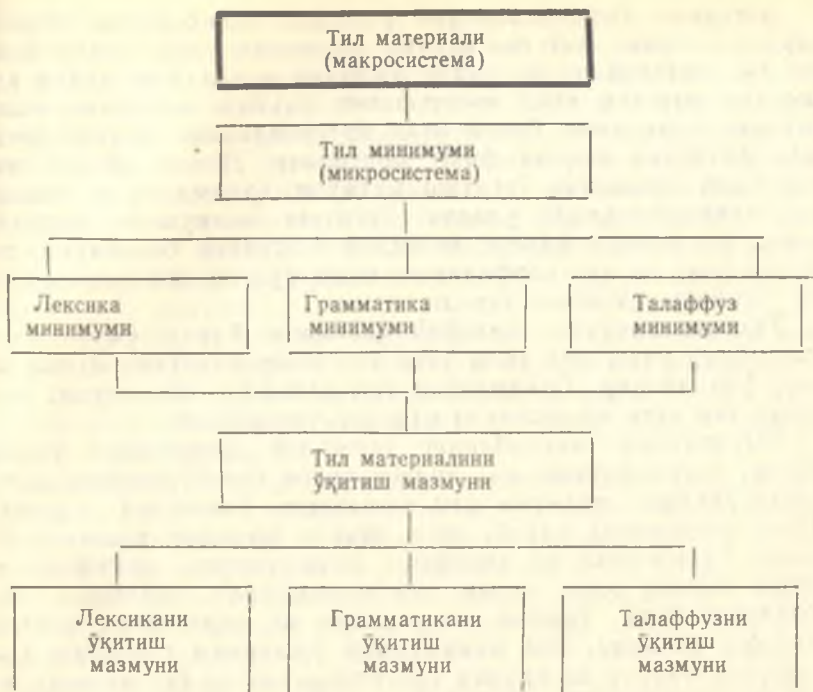 Тил материали
(макросистема)
Тил минимуми
(микросистема)
Лексика
минимуми
Грамматика
минимуми
Талаффуз
минимуми
Тил материалини
ўқитиш мазмуни
Лексикани
ўқитиш
мазмуни
Грамматикани
ўқитиш
мазмуни
Талаффузни
ўқитиш
мазмуни